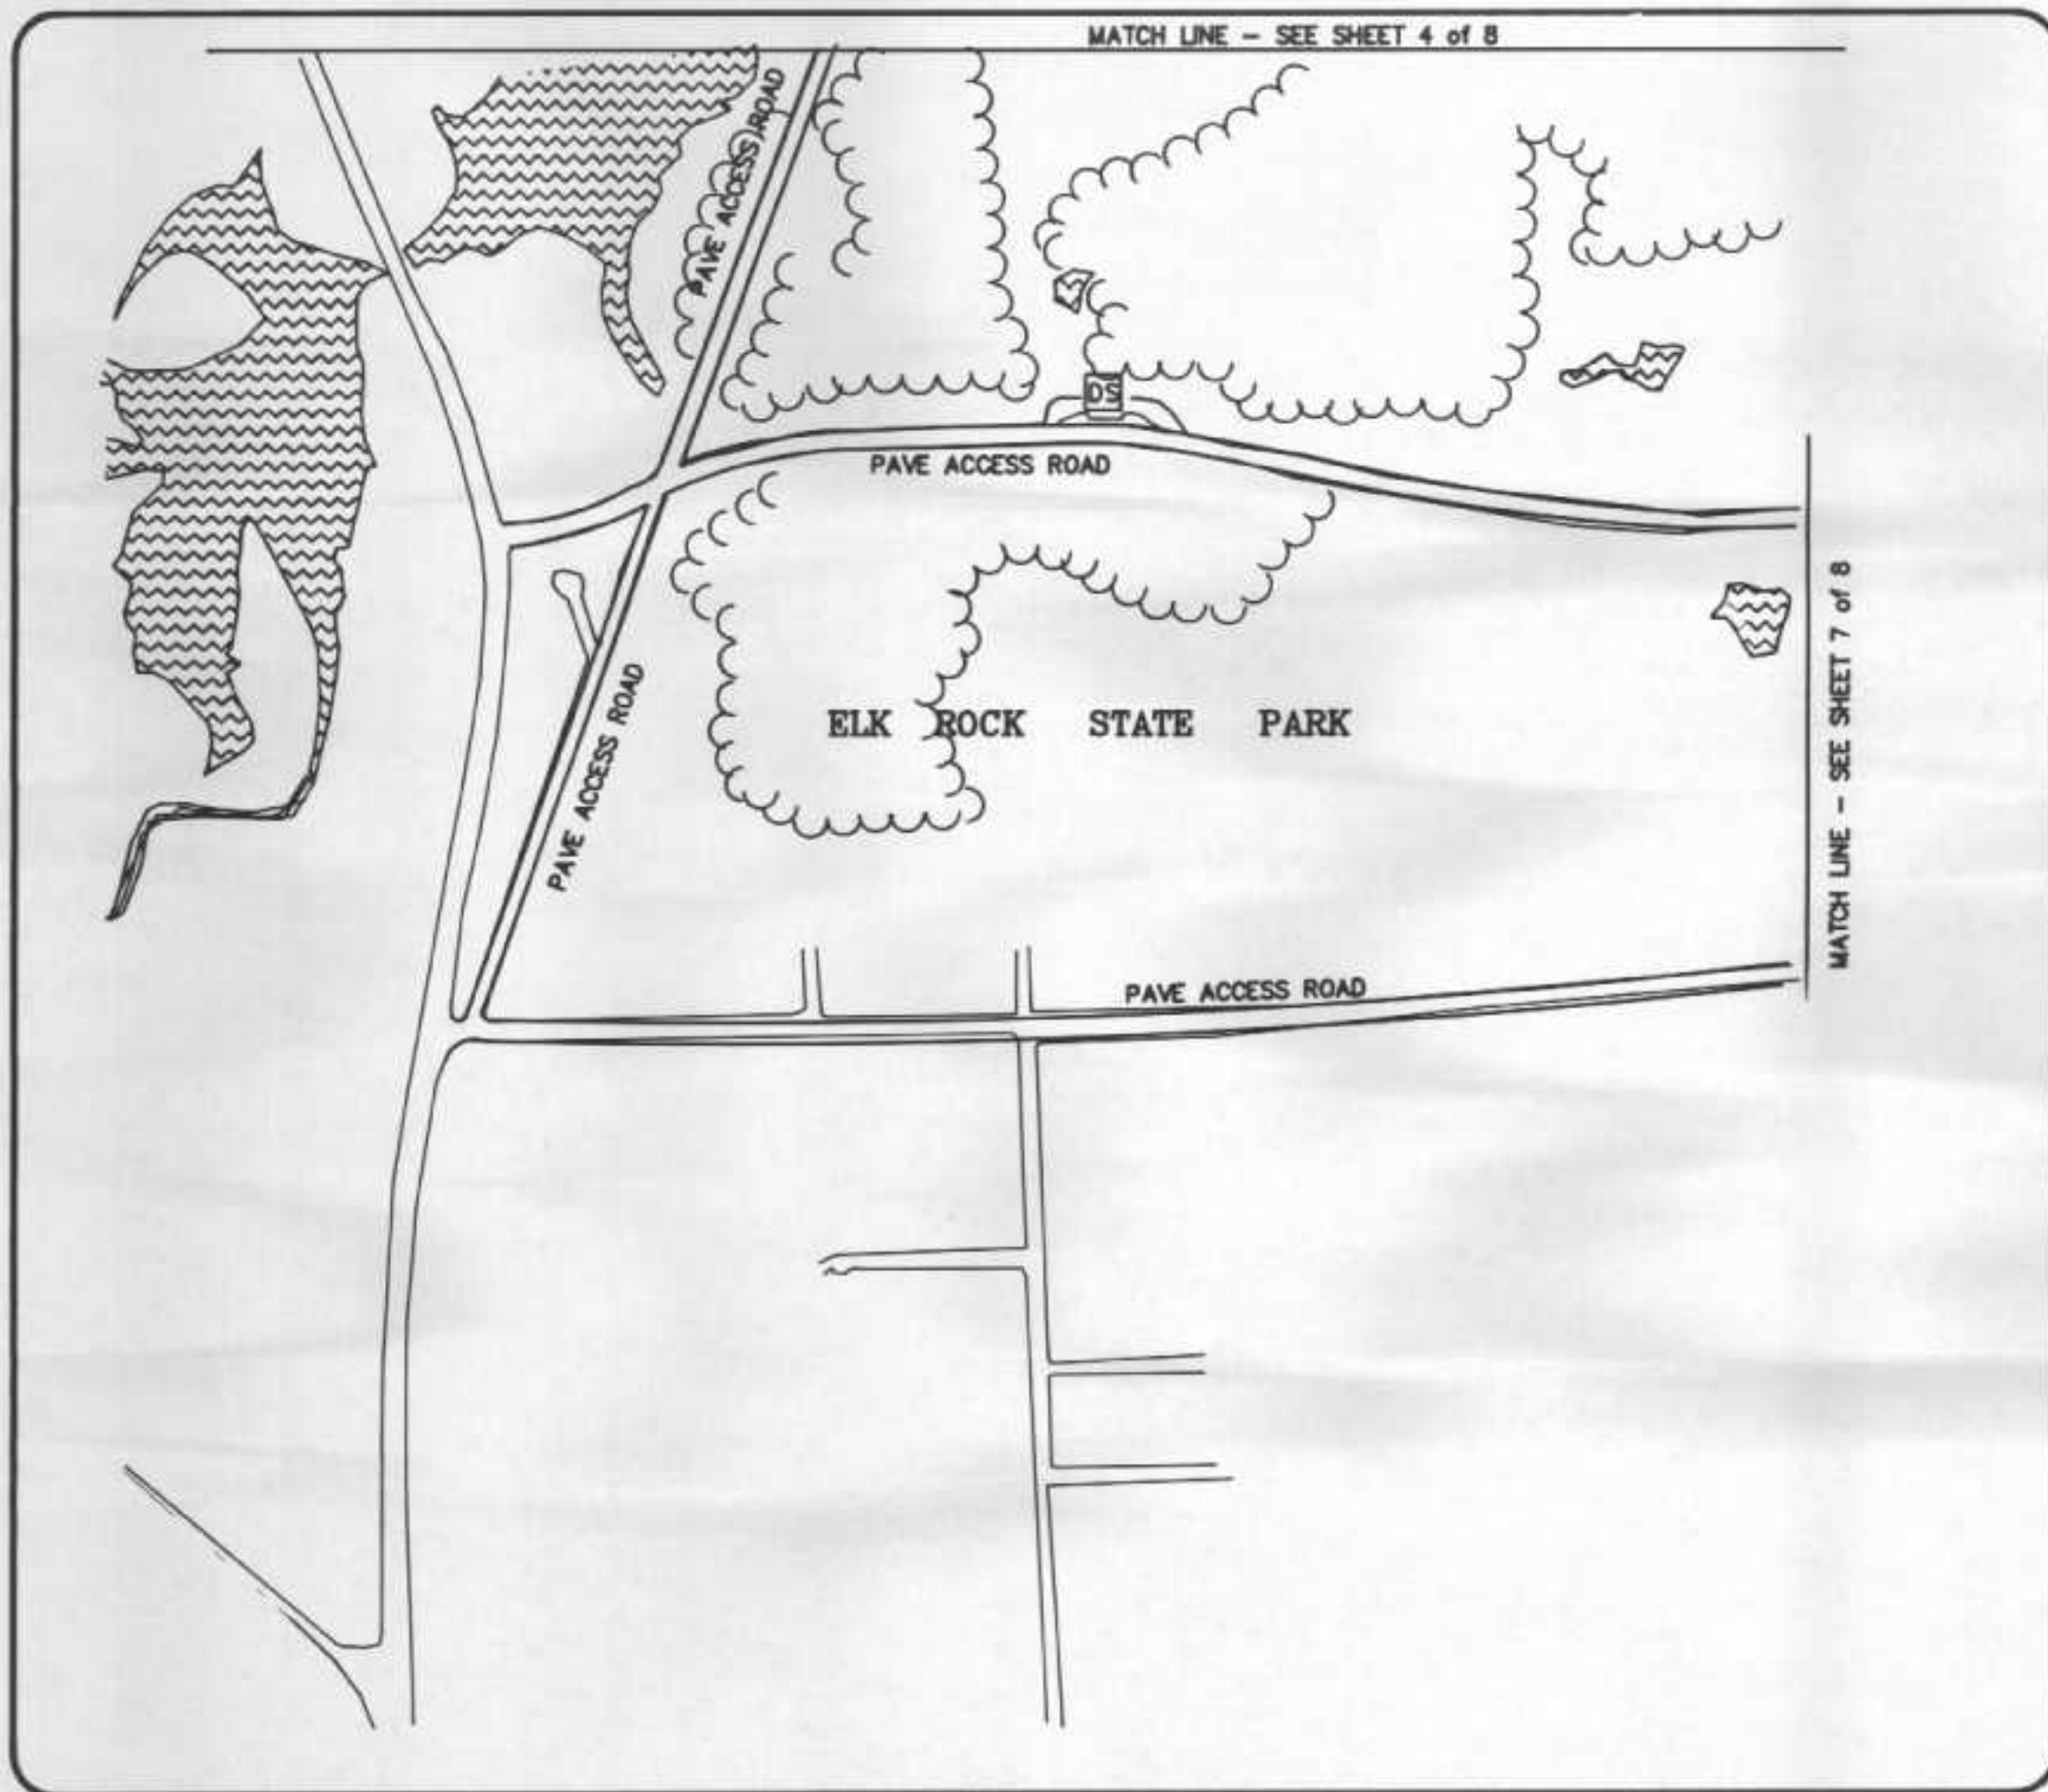 MATCH LINE - SEE SHEET 4 of 8
PAVE ACCESS ROAD
DS
PAVE ACCESS ROAD
MATCH LINE - SEE SHEET 7 of 8
PAVE ACCESS ROAD
ELK ROCK STATE PARK
PAVE ACCESS ROAD